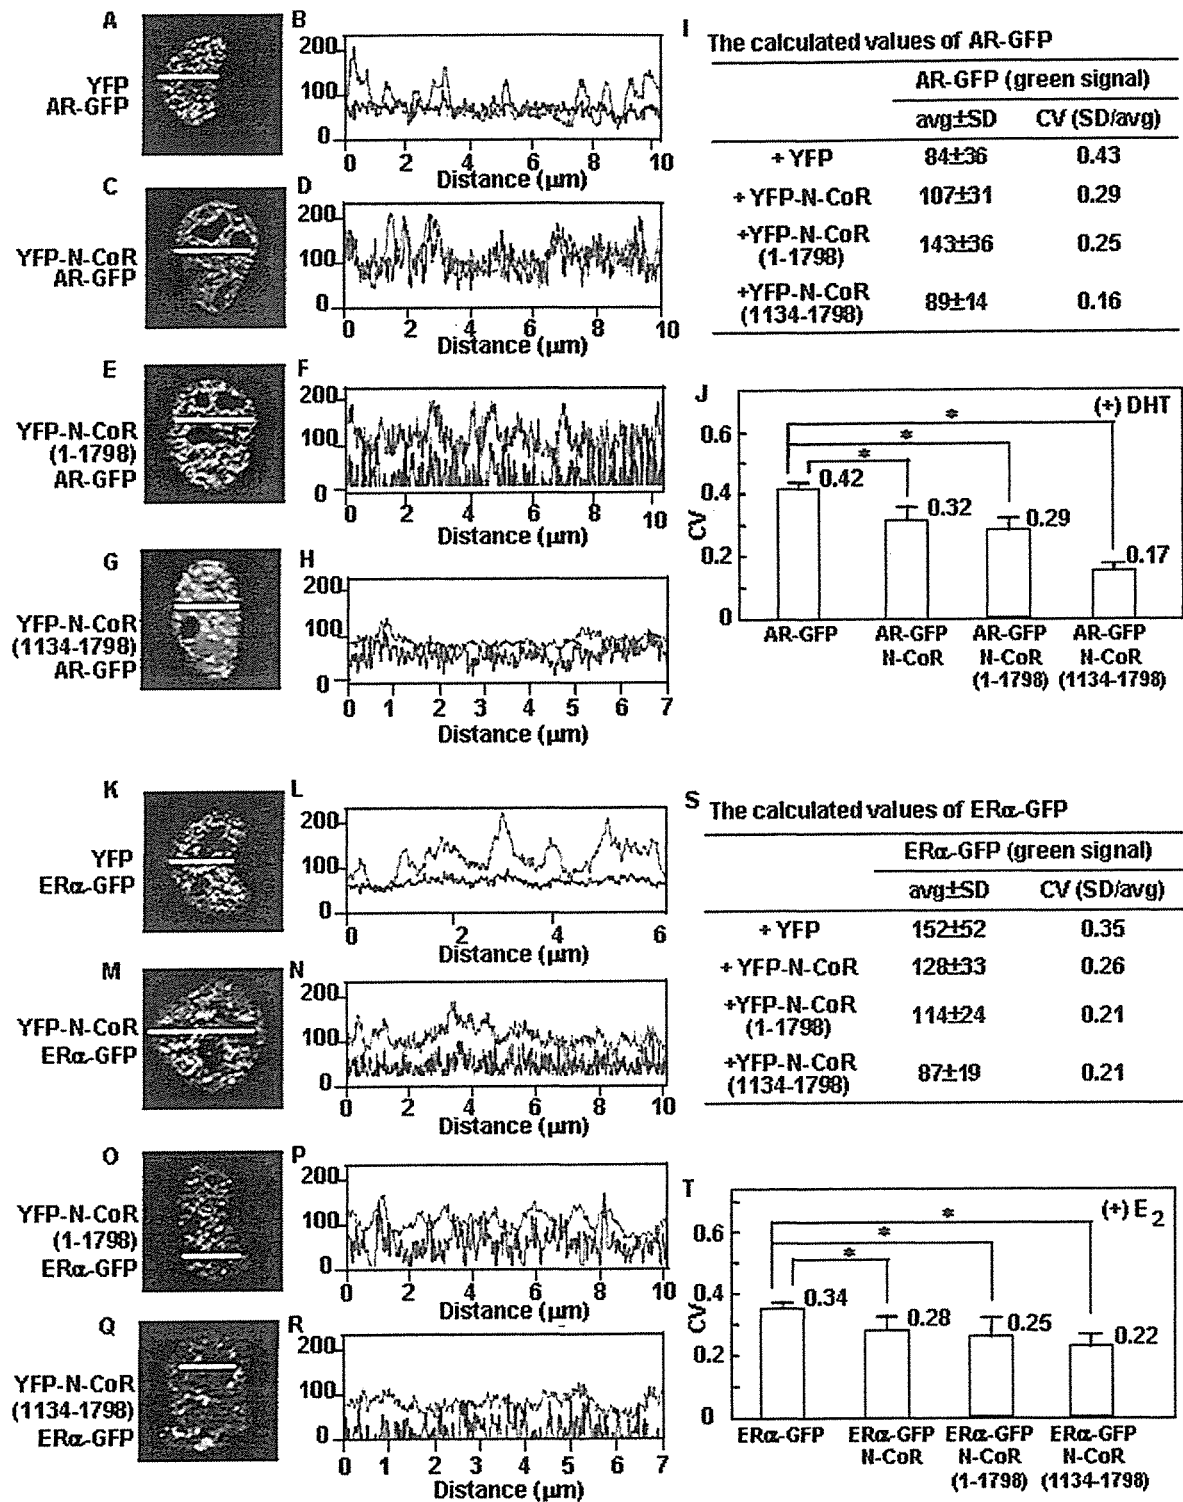 A
YFP
AR-GFP
B
200
100
0
0 2 4 6 8 10
Distance (µm)
C
YFP-N-CoR
AR-GFP
D
200
100
0
0 2 4 6 8 10
Distance (µm)
E
YFP-N-CoR
(1-1798)
AR-GFP
F
200
100
0
0 2 4 6 8 10
Distance (µm)
G
YFP-N-CoR
(1134-1798)
AR-GFP
H
200
100
0
0 1 2 3 4 5 6 7
Distance (µm)
I The calculated values of AR-GFP
AR-GFP (green signal)
avg±SD CV (SD/avg)
+ YFP 84±36 0.43
+ YFP-N-CoR 107±31 0.29
+YFP-N-CoR
(1-1798) 143±36 0.25
+YFP-N-CoR
(1134-1798) 89±14 0.16
J
(+) DHT
*
*
*
0.6
0.4
0.2
0
CV
0.42
0.32
0.29
0.17
AR-GFP
AR-GFP
N-CoR
AR-GFP
N-CoR
(1-1798)
AR-GFP
N-CoR
(1134-1798)
K
YFP
ERα-GFP
L
200
100
0
0 2 4 6
Distance (µm)
M
YFP-N-CoR
ERα-GFP
N
200
100
0
0 2 4 6 8 10
Distance (µm)
O
YFP-N-CoR
(1-1798)
ERα-GFP
P
200
100
0
0 2 4 6 8 10
Distance (µm)
Q
YFP-N-CoR
(1134-1798)
ERα-GFP
R
200
100
0
0 1 2 3 4 5 6 7
Distance (µm)
S The calculated values of ERα-GFP
ERα-GFP (green signal)
avg±SD CV (SD/avg)
+ YFP 152±52 0.35
+ YFP-N-CoR 128±33 0.26
+YFP-N-CoR
(1-1798) 114±24 0.21
+YFP-N-CoR
(1134-1798) 87±19 0.21
T
(+) E2
*
*
*
0.6
0.4
0.2
0
CV
0.34
0.28
0.25
0.22
ERα-GFP
ERα-GFP
N-CoR
ERα-GFP
N-CoR
(1-1798)
ERα-GFP
N-CoR
(1134-1798)